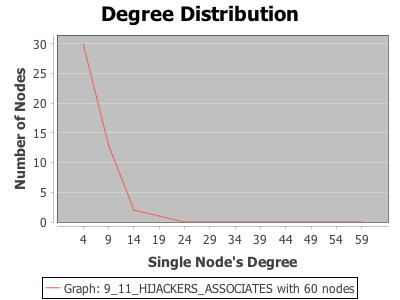 Degree Distribution
Number of Nodes
30
25
20
15
10
5
0
4 9 14 19 24 29 34 39 44 49 54 59
Single Node's Degree
Graph: 9_11_HIJACKERS_ASSOCIATES with 60 nodes